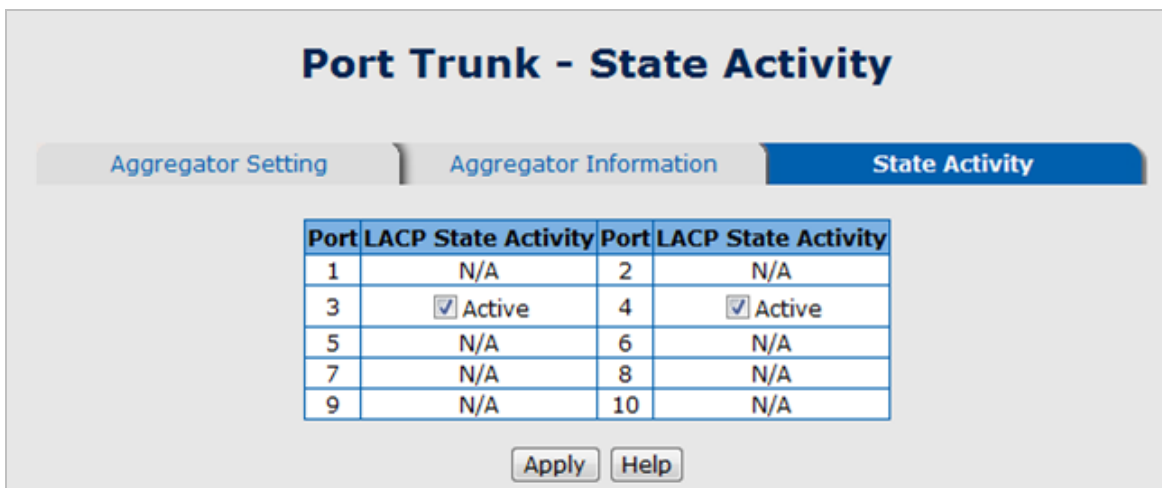 Port Trunk - State Activity
Aggregator Setting Aggregator Information State Activity
Port LACP State Activity Port LACP State Activity
1 N/A 2 N/A
3 Active 4 Active
5 N/A 6 N/A
7 N/A 8 N/A
9 N/A 10 N/A
Apply Help